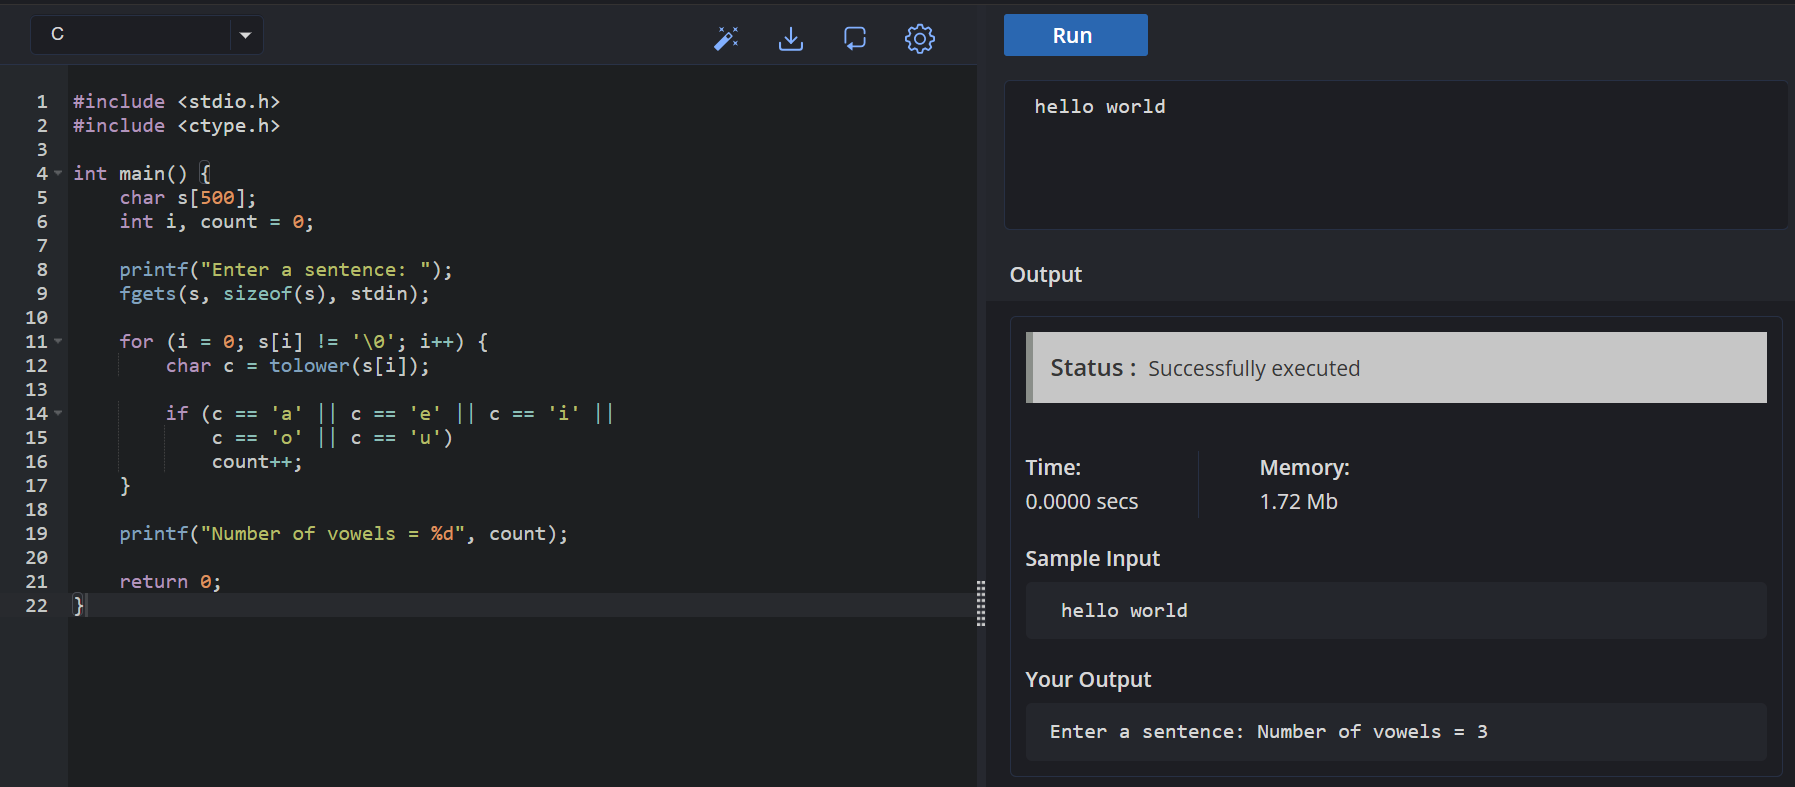 C
1 #include <stdio.h>
2 #include <ctype.h>
3
4 int main() {
5     char s[500];
6     int i, count = 0;
7
8     printf("Enter a sentence: ");
9     fgets(s, sizeof(s), stdin);
10
11     for (i = 0; s[i] != '\0'; i++) {
12         char c = tolower(s[i]);
13
14         if (c == 'a' || c == 'e' || c == 'i' ||
15             c == 'o' || c == 'u')
16             count++;
17     }
18
19     printf("Number of vowels = %d", count);
20
21     return 0;
22 }
Run
hello world
Output
Status : Successfully executed
Time: Memory:
0.0000 secs 1.72 Mb
Sample Input
hello world
Your Output
Enter a sentence: Number of vowels = 3